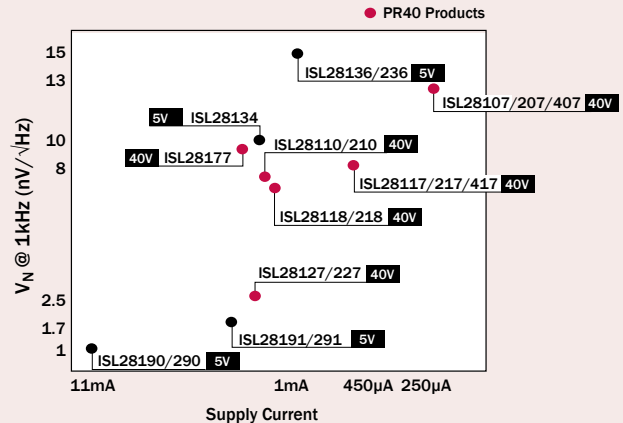 PR40 Products
15
13
10
8
2.5
1.7
1
V_N @ 1kHz (nV/√Hz)
ISL28136/236 5V
ISL28107/207/407 40V
5V ISL28134
ISL28110/210 40V
40V ISL28177
ISL28117/217/417 40V
ISL28118/218 40V
ISL28127/227 40V
ISL28191/291 5V
ISL28190/290 5V
11mA 1mA 450µA 250µA
Supply Current